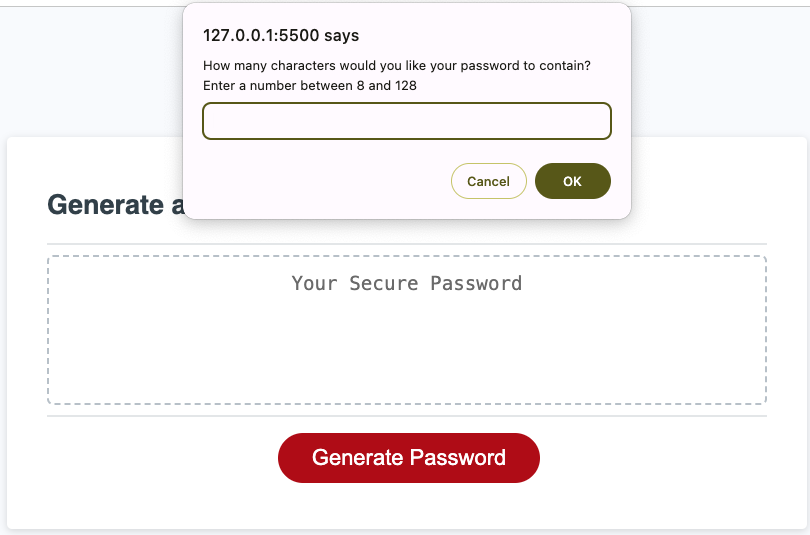 127.0.0.1:5500 says
How many characters would you like your password to contain?
Enter a number between 8 and 128
Cancel
OK
Generate a
Your Secure Password
Generate Password